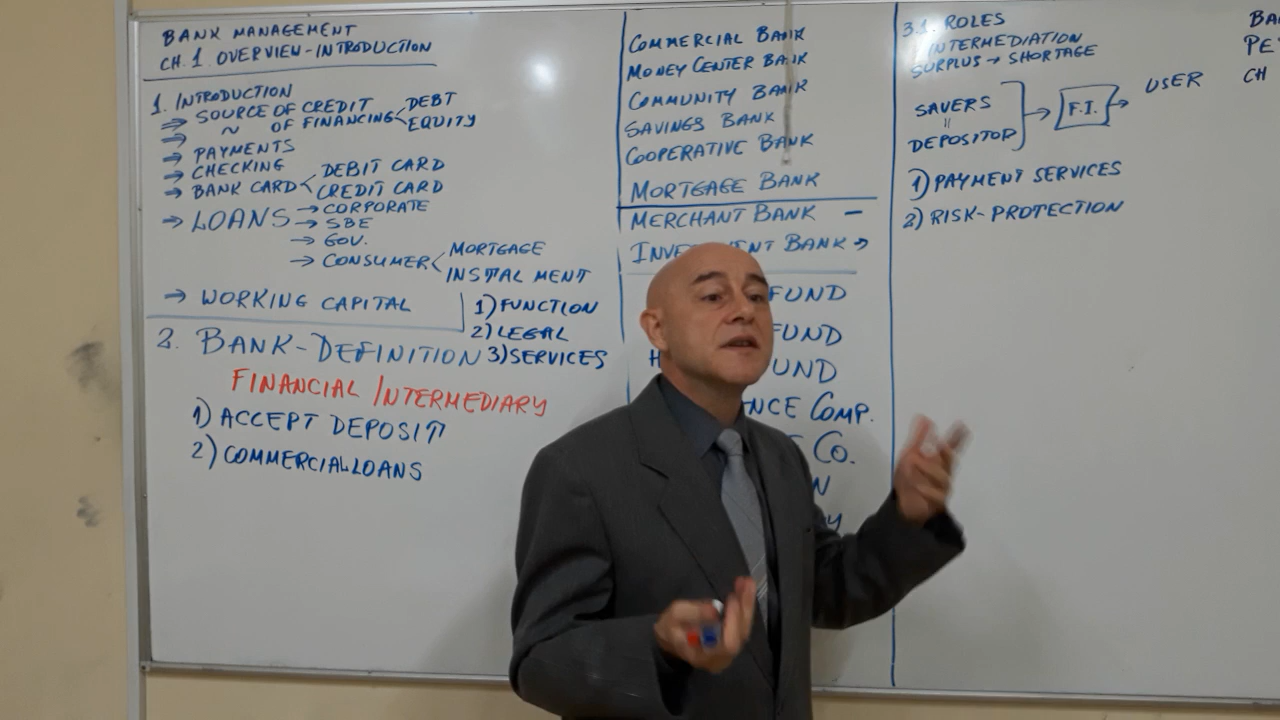 BANK MANAGEMENT
CH. 1 OVERVIEW-INTRODUCTION
1. INTRODUCTION
⇒ SOURCE OF CREDIT
⇒ ~ OF FINANCING < DEBT
EQUITY
→ PAYMENTS
→ CHECKING
→ BANK CARD < DEBIT CARD
CREDIT CARD
→ LOANS → CORPORATE
→ SBE
→ GOV.
→ CONSUMER < MORTGAGE
INSTALMENT
→ WORKING CAPITAL
1) FUNCTION
2) LEGAL
3) SERVICES
2. BANK-DEFINITION
FINANCIAL INTERMEDIARY
1) ACCEPT DEPOSIT
2) COMMERCIAL LOANS
COMMERCIAL BANK
MONEY CENTER BANK
COMMUNITY BANK
SAVINGS BANK
COOPERATIVE BANK
MORTGAGE BANK
MERCHANT BANK –
BANK →
FUND
FUND
COMP.
CO.
3.1. ROLES
INTERMEDIATION
SURPLUS → SHORTAGE
SAVERS
=
DEPOSITOR
→ F.I. → USER
1) PAYMENT SERVICES
2) RISK-PROTECTION
CH